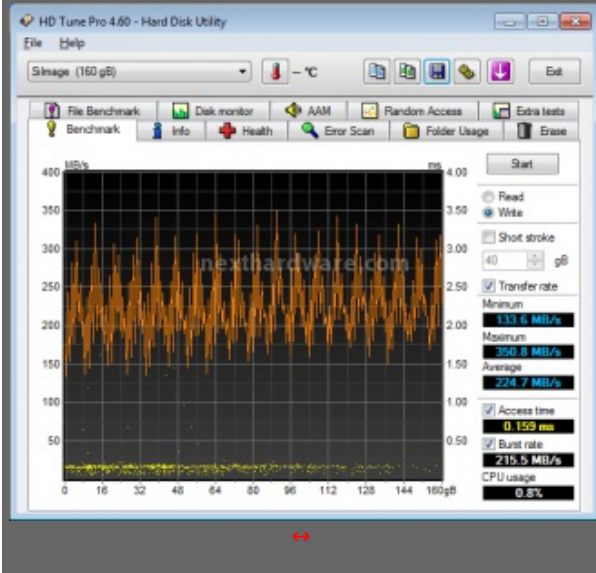 HD Tune Pro 4.60 - Hard Disk Utility
File Help
SiImage (160 gB)
- °C
Exit
File Benchmark Disk monitor AAM Random Access Extra tests
Benchmark Info Health Error Scan Folder Usage Erase
MB/s ms
Start
400 4.00
Read
350 3.50
Write
Short stroke
300 3.00
40 gB
nexthardware.com
250 2.50
Transfer rate
Minimum
133.6 MB/s
200 2.00
Maximum
350.8 MB/s
150 1.50
Average
224.7 MB/s
100 1.00
Access time
0.159 ms
50 0.50
Burst rate
215.5 MB/s
CPU usage
0.8%
0 16 32 48 64 80 96 112 128 144 160gB